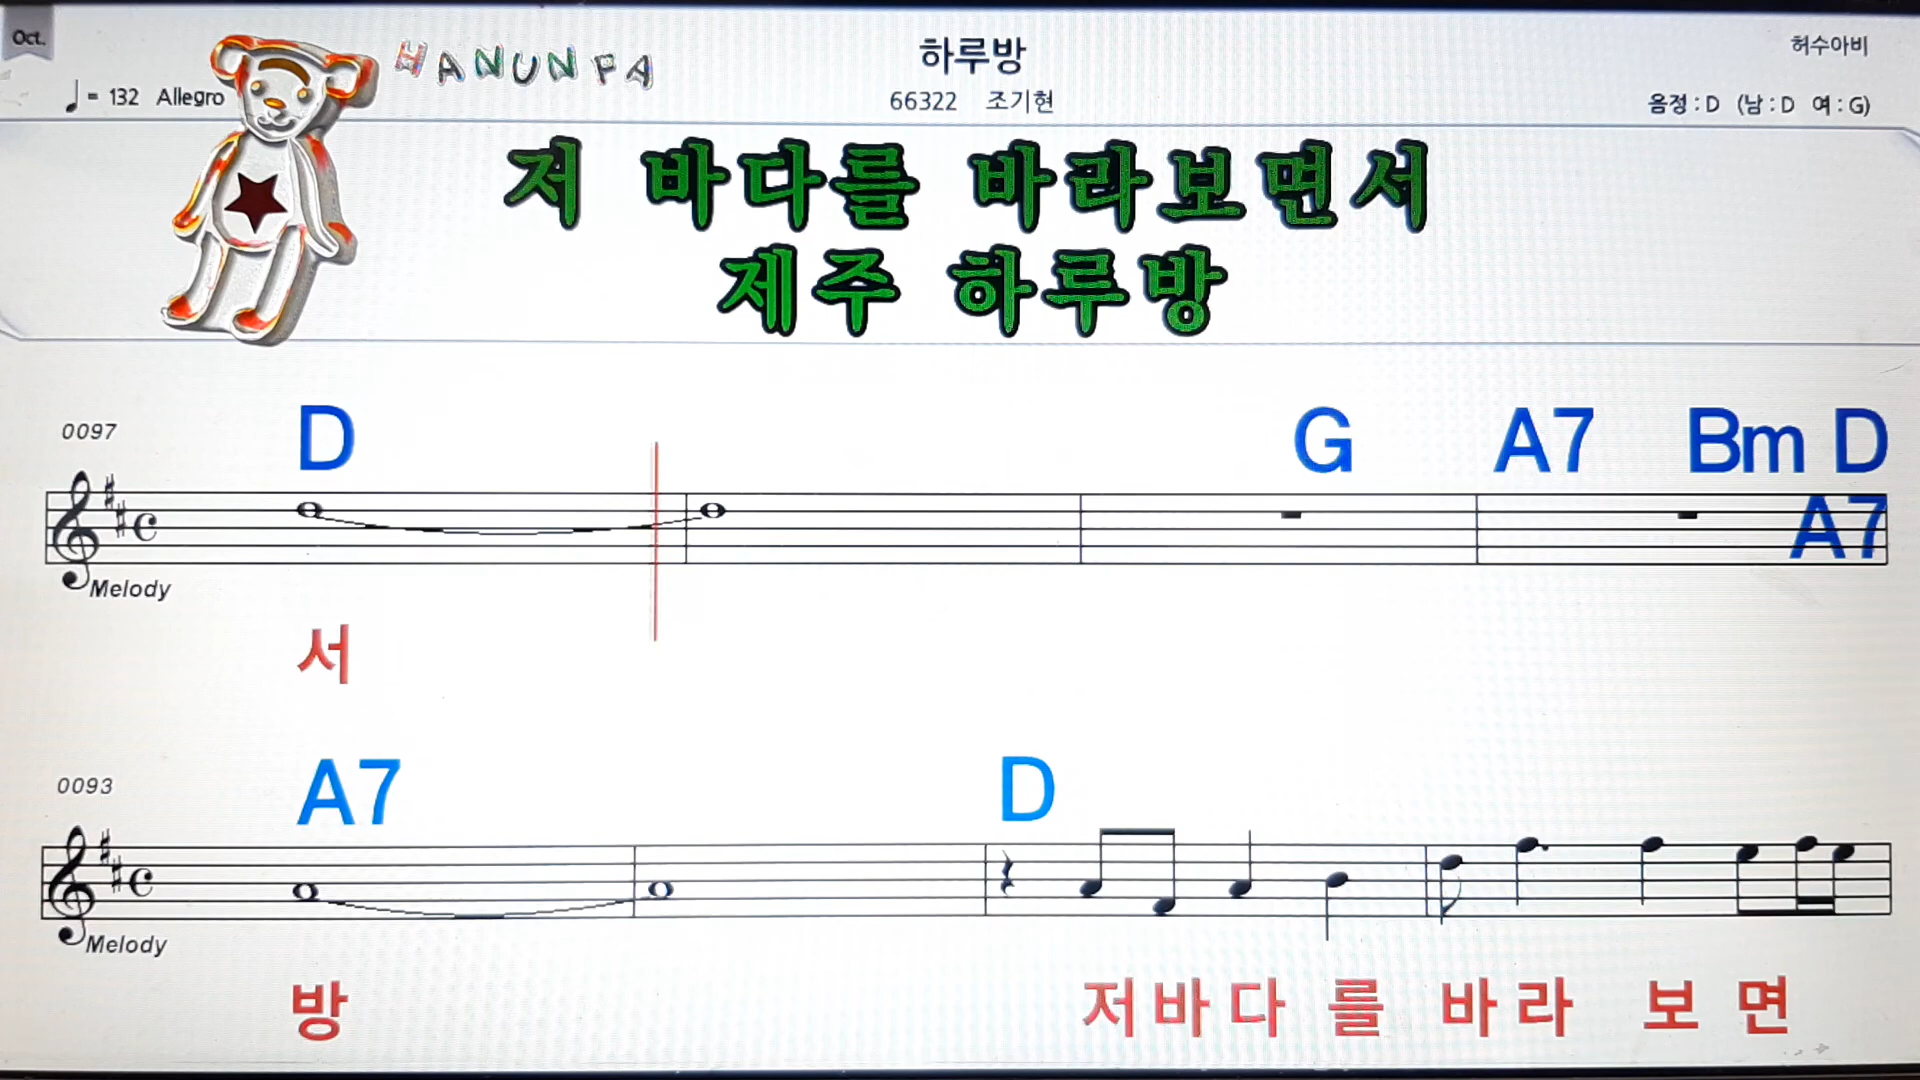 Oct.
HANUNFA
하루방
허수아비
♩= 132 Allegro
66322 조기현
음정 : D (남 : D 여 : G)
저 바다를 바라보면서
제주 하루방
0097
D G A7 Bm D
A7
Melody
서
0093
A7 D
Melody
방 저바다를 바라 보면